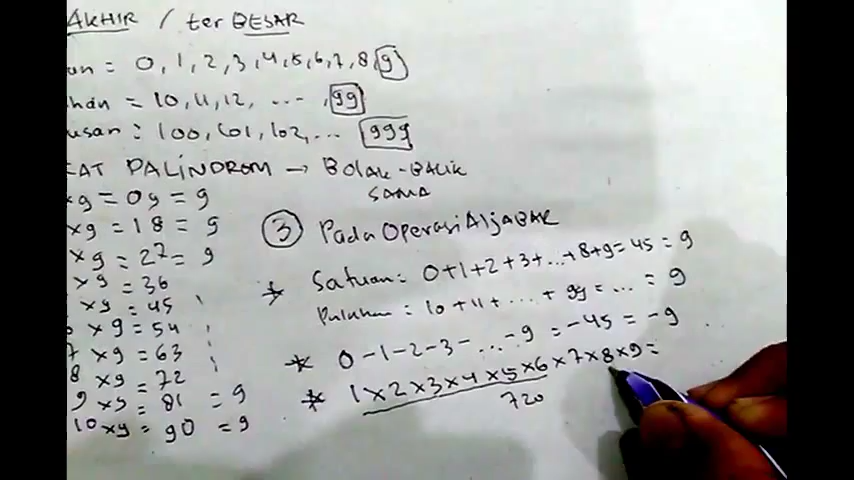 AKHIR / terBESAR
an = 0, 1, 2, 3, 4, 5, 6, 7, 8, 9
han = 10, 11, 12, ..., 99
usan = 100, 101, 102, ... 999
AT PALINDROM → BOLAK-BALIK
SAMA
x9 = 09 = 9
x9 = 18 = 9
x9 = 27 = 9
x9 = 36
x9 = 45
x9 = 54
7 x9 = 63
8 x9 = 72
9 x9 = 81 = 9
10 x9 = 90 = 9
③ Pada Operasi AljABAR
* Satuan: 0+1+2+3+...+8+9=45=9
Puluhan: 10+11+....+99=...=9
* 0-1-2-3-...-9 = -45 = -9
* 1x2x3x4x5x6x7x8x9=
720